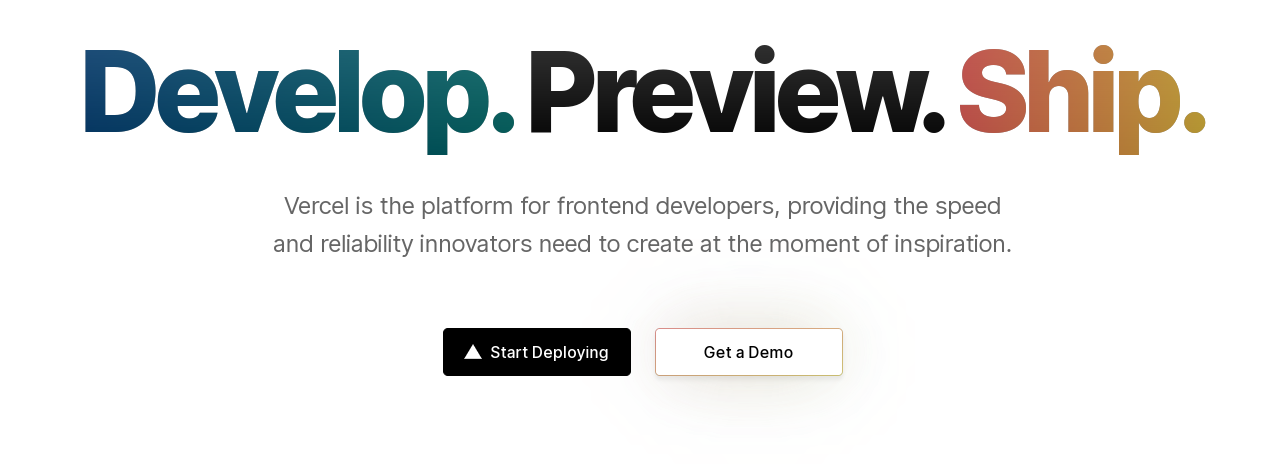 Develop. Preview. Ship.
Vercel is the platform for frontend developers, providing the speed
and reliability innovators need to create at the moment of inspiration.
Start Deploying
Get a Demo